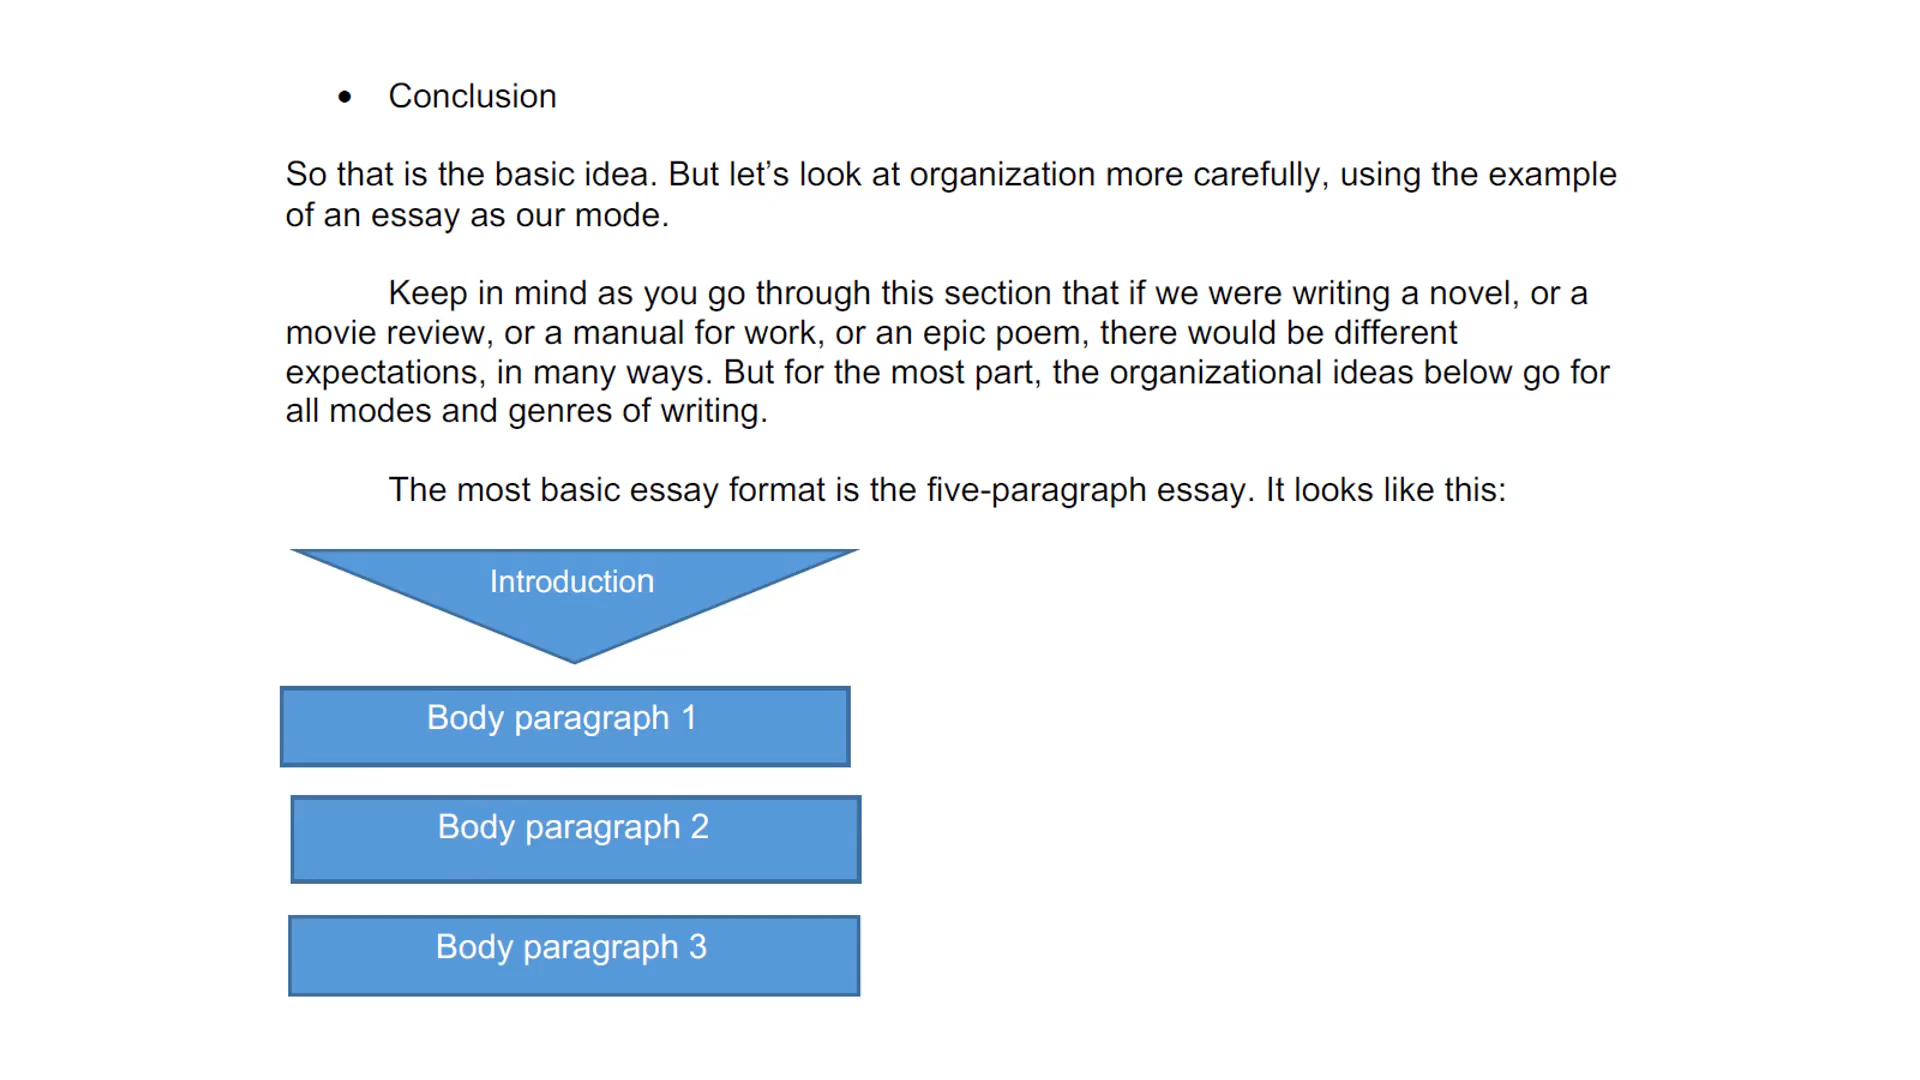 • Conclusion
So that is the basic idea. But let’s look at organization more carefully, using the example
of an essay as our mode.
Keep in mind as you go through this section that if we were writing a novel, or a
movie review, or a manual for work, or an epic poem, there would be different
expectations, in many ways. But for the most part, the organizational ideas below go for
all modes and genres of writing.
The most basic essay format is the five-paragraph essay. It looks like this:
Introduction
Body paragraph 1
Body paragraph 2
Body paragraph 3